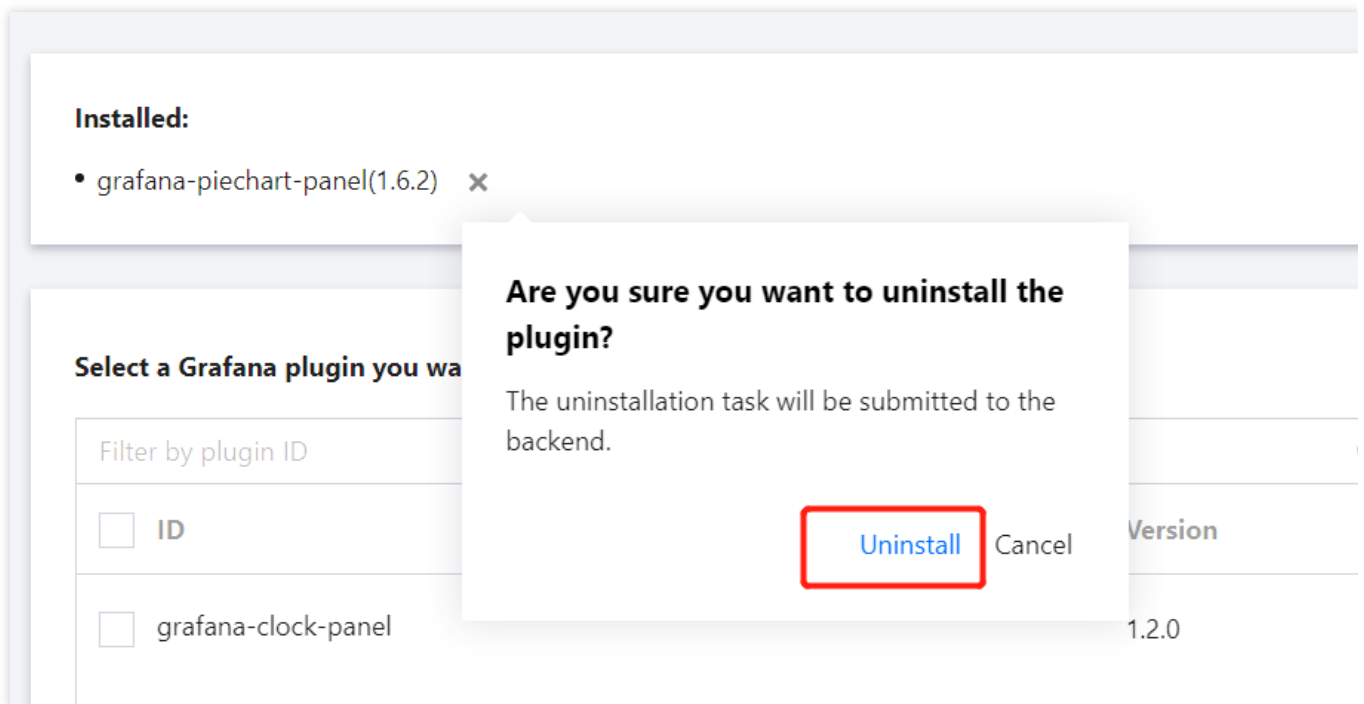 Installed:
• grafana-piechart-panel(1.6.2) ×
Are you sure you want to uninstall the
plugin?
Select a Grafana plugin you wa
The uninstallation task will be submitted to the
backend.
Filter by plugin ID
Uninstall Cancel
ID Version
grafana-clock-panel 1.2.0